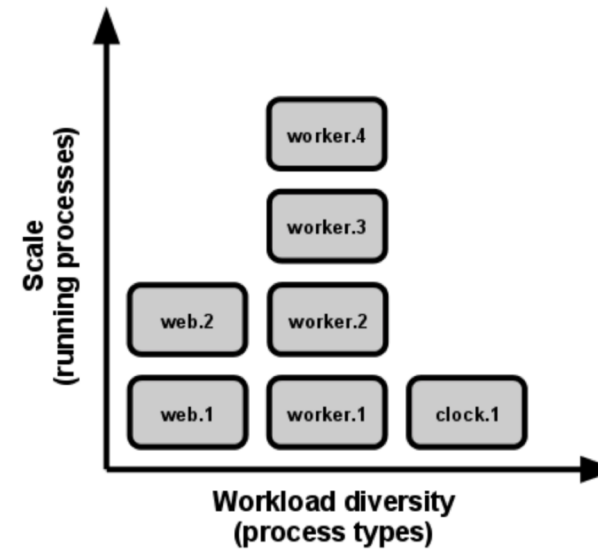 worker.4
worker.3
web.2
worker.2
web.1
worker.1
clock.1
Scale
(running processes)
Workload diversity
(process types)